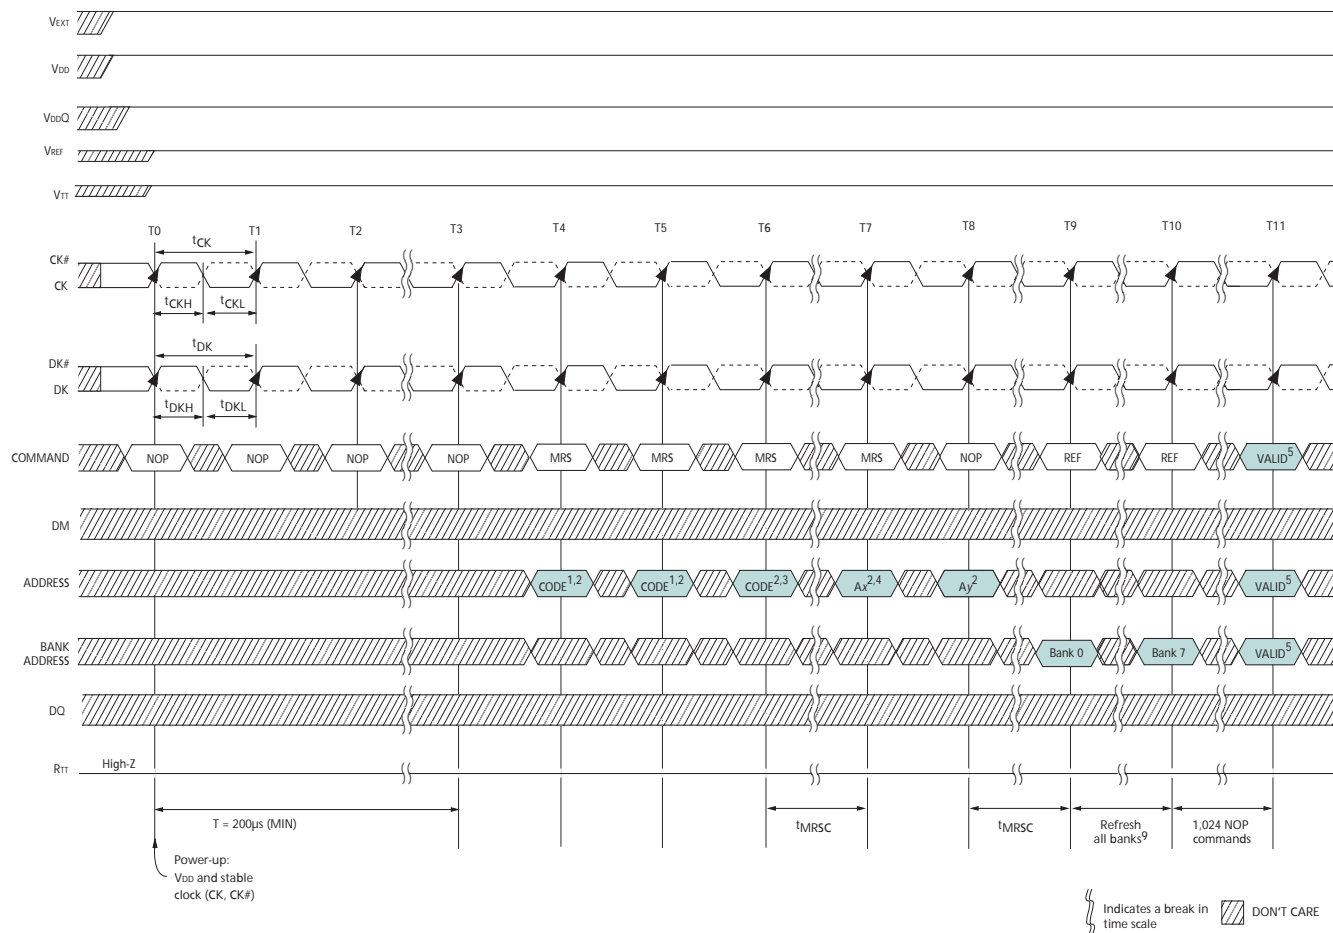 VEXT
VDD
VDDQ
VREF
VTT
T0 T1 T2 T3 T4 T5 T6 T7 T8 T9 T10 T11
tCK
CK#
CK
tCKH tCKL
tDK
DK#
DK
tDKH tDKL
COMMAND NOP NOP NOP NOP MRS MRS MRS MRS NOP REF REF VALID5
DM
ADDRESS CODE1,2 CODE1,2 CODE2,3 Ax2,4 Ay2 VALID5
BANK
ADDRESS Bank 0 Bank 7 VALID5
DQ
RTT High-Z
T = 200µs (MIN) tMRSC tMRSC Refresh
all banks9 1,024 NOP
commands
Power-up:
VDD and stable
clock (CK, CK#)
Indicates a break in
time scale
DON'T CARE